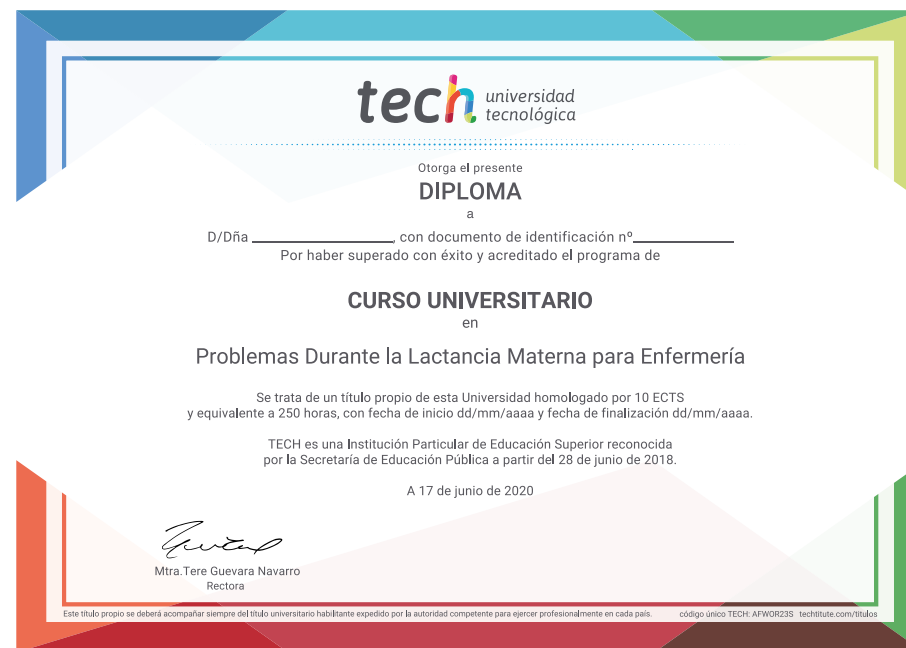 tech universidad
tecnológica
Otorga el presente
DIPLOMA
a
D/Dña ____________________, con documento de identificación nº______________
Por haber superado con éxito y acreditado el programa de
CURSO UNIVERSITARIO
en
Problemas Durante la Lactancia Materna para Enfermería
Se trata de un título propio de esta Universidad homologado por 10 ECTS
y equivalente a 250 horas, con fecha de inicio dd/mm/aaaa y fecha de finalización dd/mm/aaaa.
TECH es una Institución Particular de Educación Superior reconocida
por la Secretaría de Educación Pública a partir del 28 de junio de 2018.
A 17 de junio de 2020
Mtra.Tere Guevara Navarro
Rectora
Este título propio se deberá acompañar siempre del título universitario habilitante expedido por la autoridad competente para ejercer profesionalmente en cada país. código único TECH: AFWOR23S techtitute.com/títulos